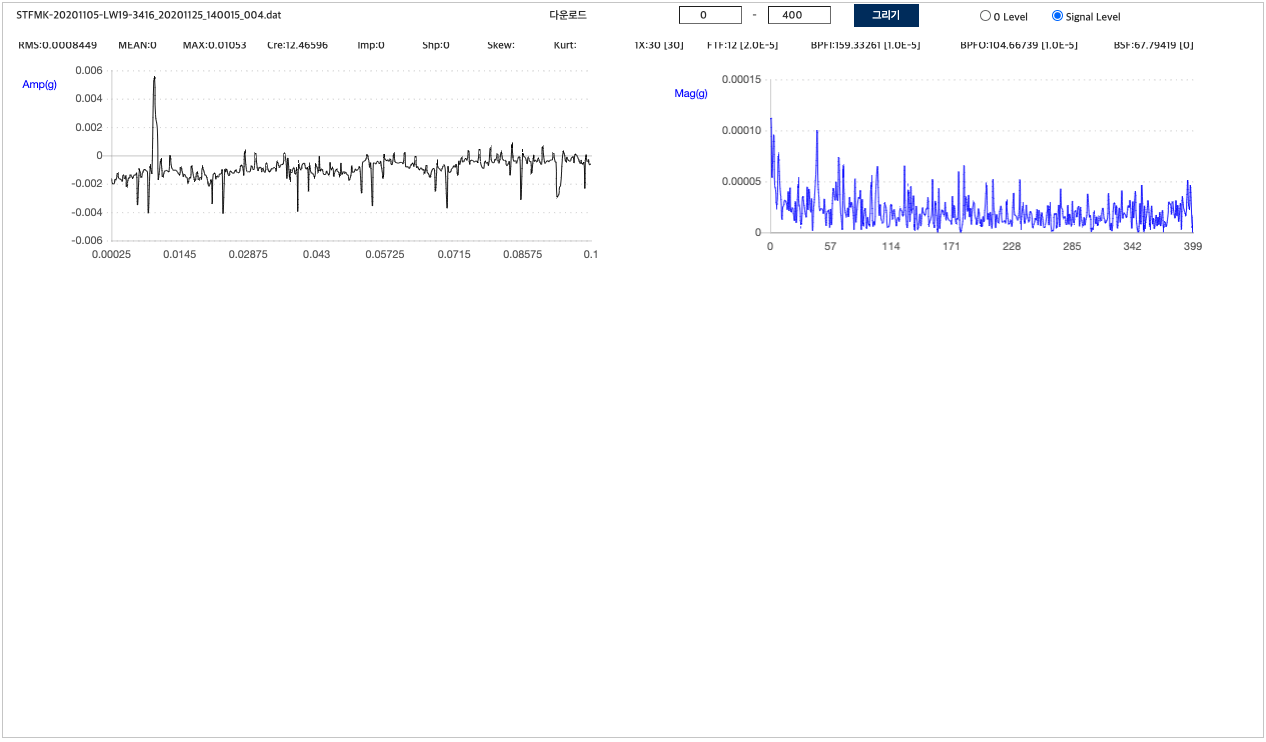 STFMK-20201105-LW19-3416_20201125_140015_004.dat 다운로드 0 - 400 그리기 0 Level Signal Level
RMS:0.0008449 MEAN:0 MAX:0.01053 Cre:12.46596 Imp:0 Shp:0 Skew: Kurt: 1X:30 [30] FTF:12 [2.0E-5] BPFI:159.33261 [1.0E-5] BPFO:104.66739 [1.0E-5] BSF:67.79419 [0]
Amp(g)
0.006
0.004
0.002
0
-0.002
-0.004
-0.006
0.00025 0.0145 0.02875 0.043 0.05725 0.0715 0.08575 0.1
Mag(g)
0.00015
0.00010
0.00005
0
0 57 114 171 228 285 342 399